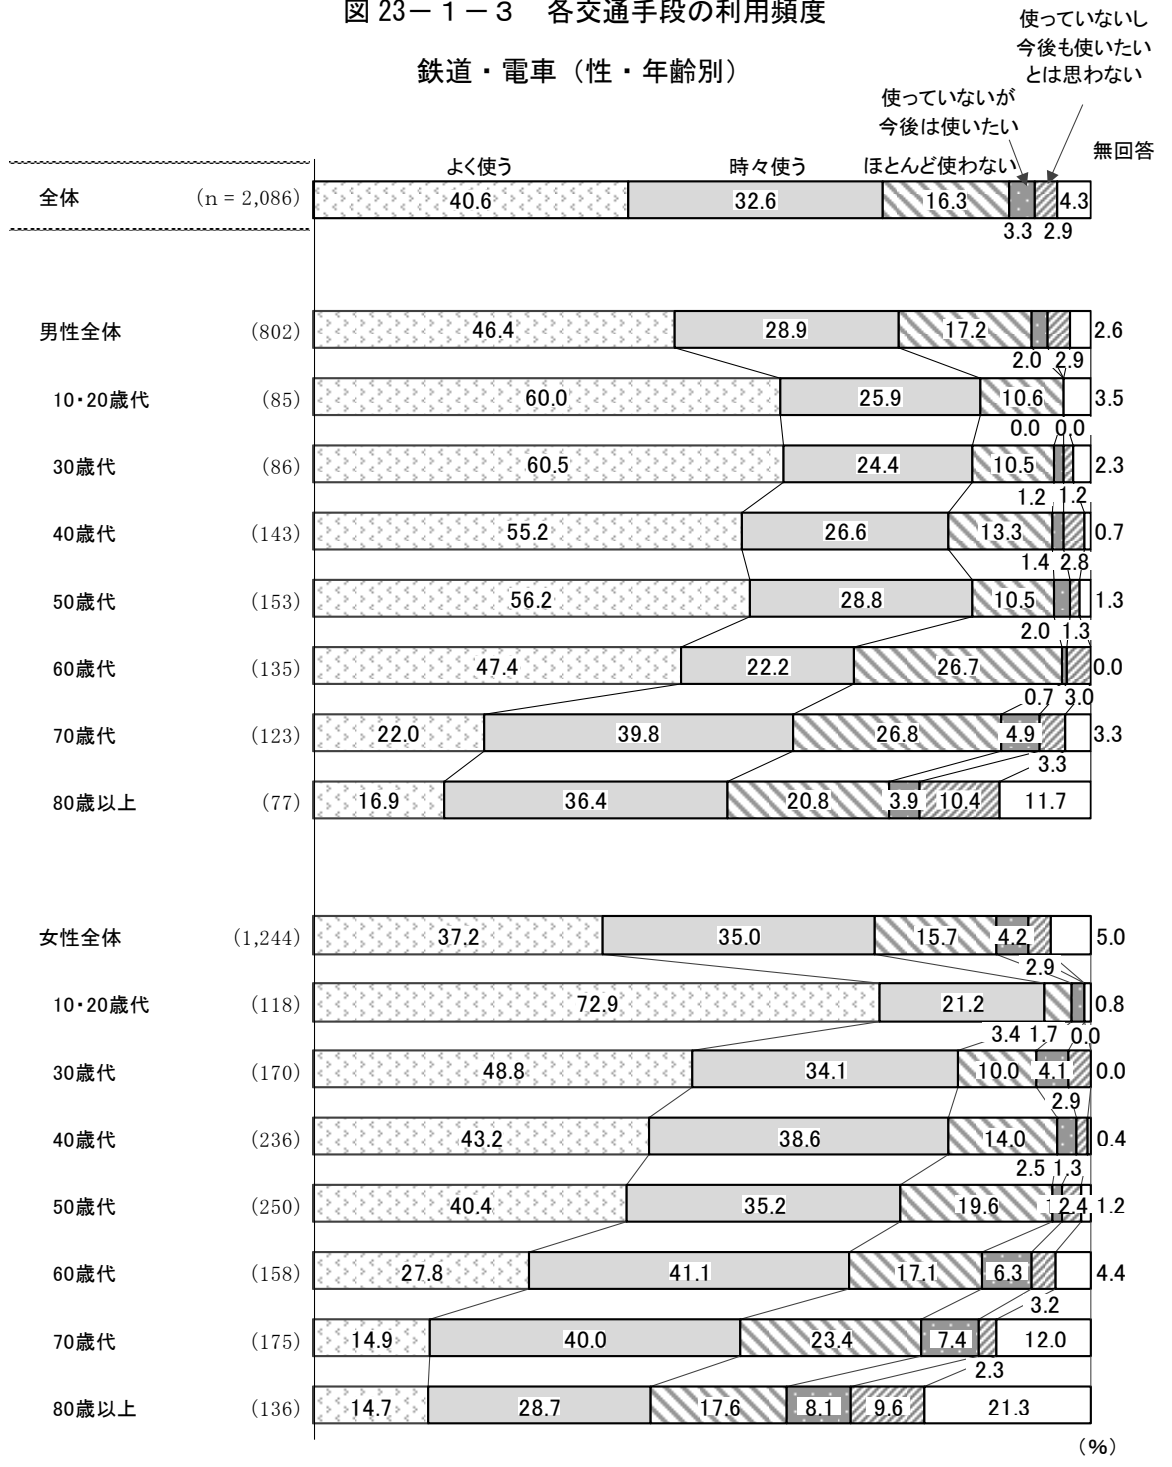 図 23－１－３　各交通手段の利用頻度
鉄道・電車（性・年齢別）
使っていないし
今後も使いたい
とは思わない
使っていないが
今後は使いたい
無回答
よく使う 時々使う ほとんど使わない
全体 (n = 2,086) 40.6 32.6 16.3 4.3
3.3 2.9
男性全体 (802) 46.4 28.9 17.2 2.6
2.0 2.9
10・20歳代 (85) 60.0 25.9 10.6 3.5
0.0 0.0
30歳代 (86) 60.5 24.4 10.5 2.3
1.2 1.2
40歳代 (143) 55.2 26.6 13.3 0.7
1.4 2.8
50歳代 (153) 56.2 28.8 10.5 1.3
2.0 1.3
60歳代 (135) 47.4 22.2 26.7 0.0
0.7 3.0
70歳代 (123) 22.0 39.8 26.8 4.9 3.3
3.3
80歳以上 (77) 16.9 36.4 20.8 3.9 10.4 11.7
女性全体 (1,244) 37.2 35.0 15.7 4.2 5.0
2.9
10・20歳代 (118) 72.9 21.2 0.8
3.4 1.7 0.0
30歳代 (170) 48.8 34.1 10.0 4.1 0.0
2.9
40歳代 (236) 43.2 38.6 14.0 0.4
2.5 1.3
50歳代 (250) 40.4 35.2 19.6 2.4 1.2
60歳代 (158) 27.8 41.1 17.1 6.3 4.4
3.2
70歳代 (175) 14.9 40.0 23.4 7.4 12.0
2.3
80歳以上 (136) 14.7 28.7 17.6 8.1 9.6 21.3
(%)